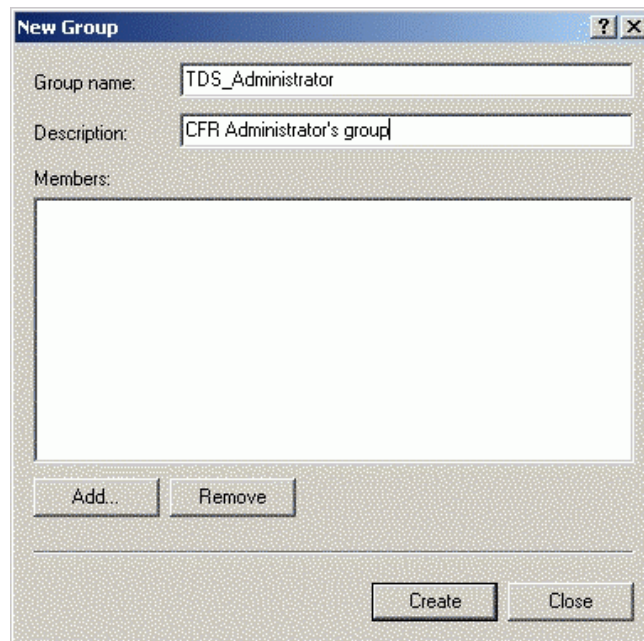 New Group
Group name: TDS_Administrator
Description: CFR Administrator's group
Members:
Add... Remove
Create Close